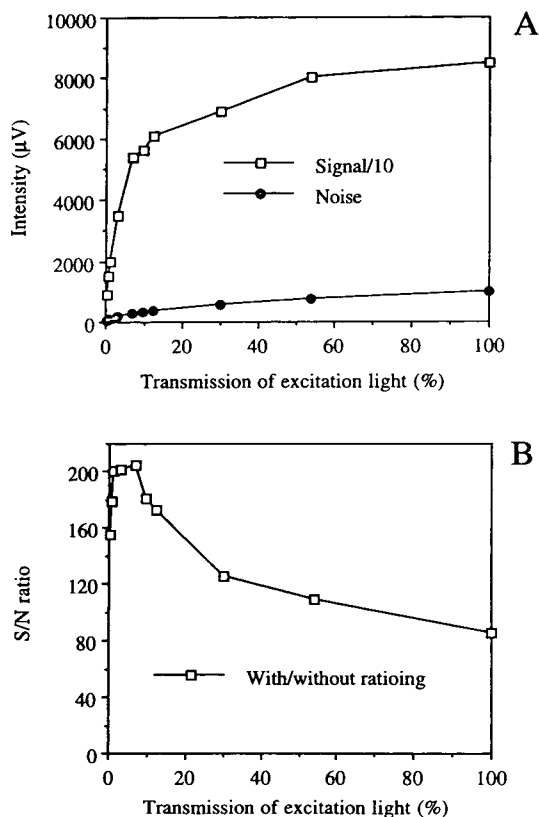 A
10000
8000
6000
4000
2000
0
Intensity (μV)
Signal/10
Noise
0 20 40 60 80 100
Transmission of excitation light (%)
B
200
160
120
80
40
0
S/N ratio
With/without ratioing
0 20 40 60 80 100
Transmission of excitation light (%)